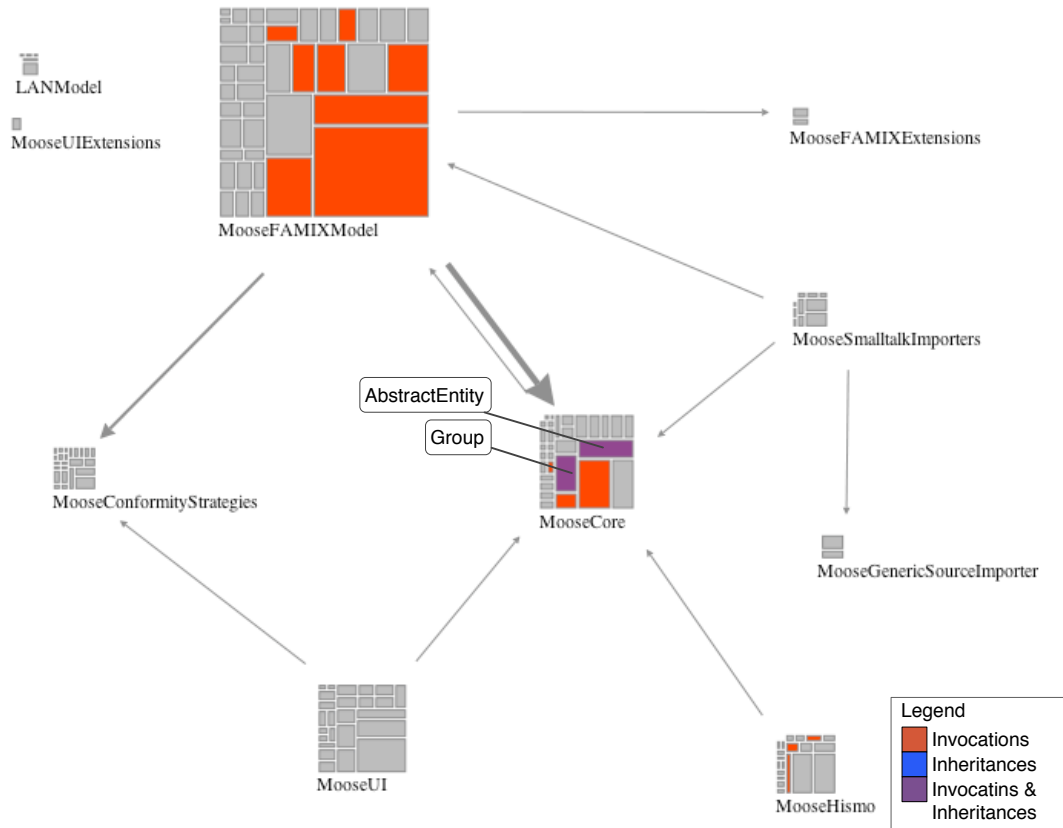 LANModel
MooseUIExtensions
MooseFAMIXModel
MooseFAMIXExtensions
MooseSmalltalkImporters
AbstractEntity
Group
MooseConformityStrategies
MooseCore
MooseGenericSourceImporter
MooseUI
MooseHismo
Legend
Invocations
Inheritances
Invocatins &
Inheritances